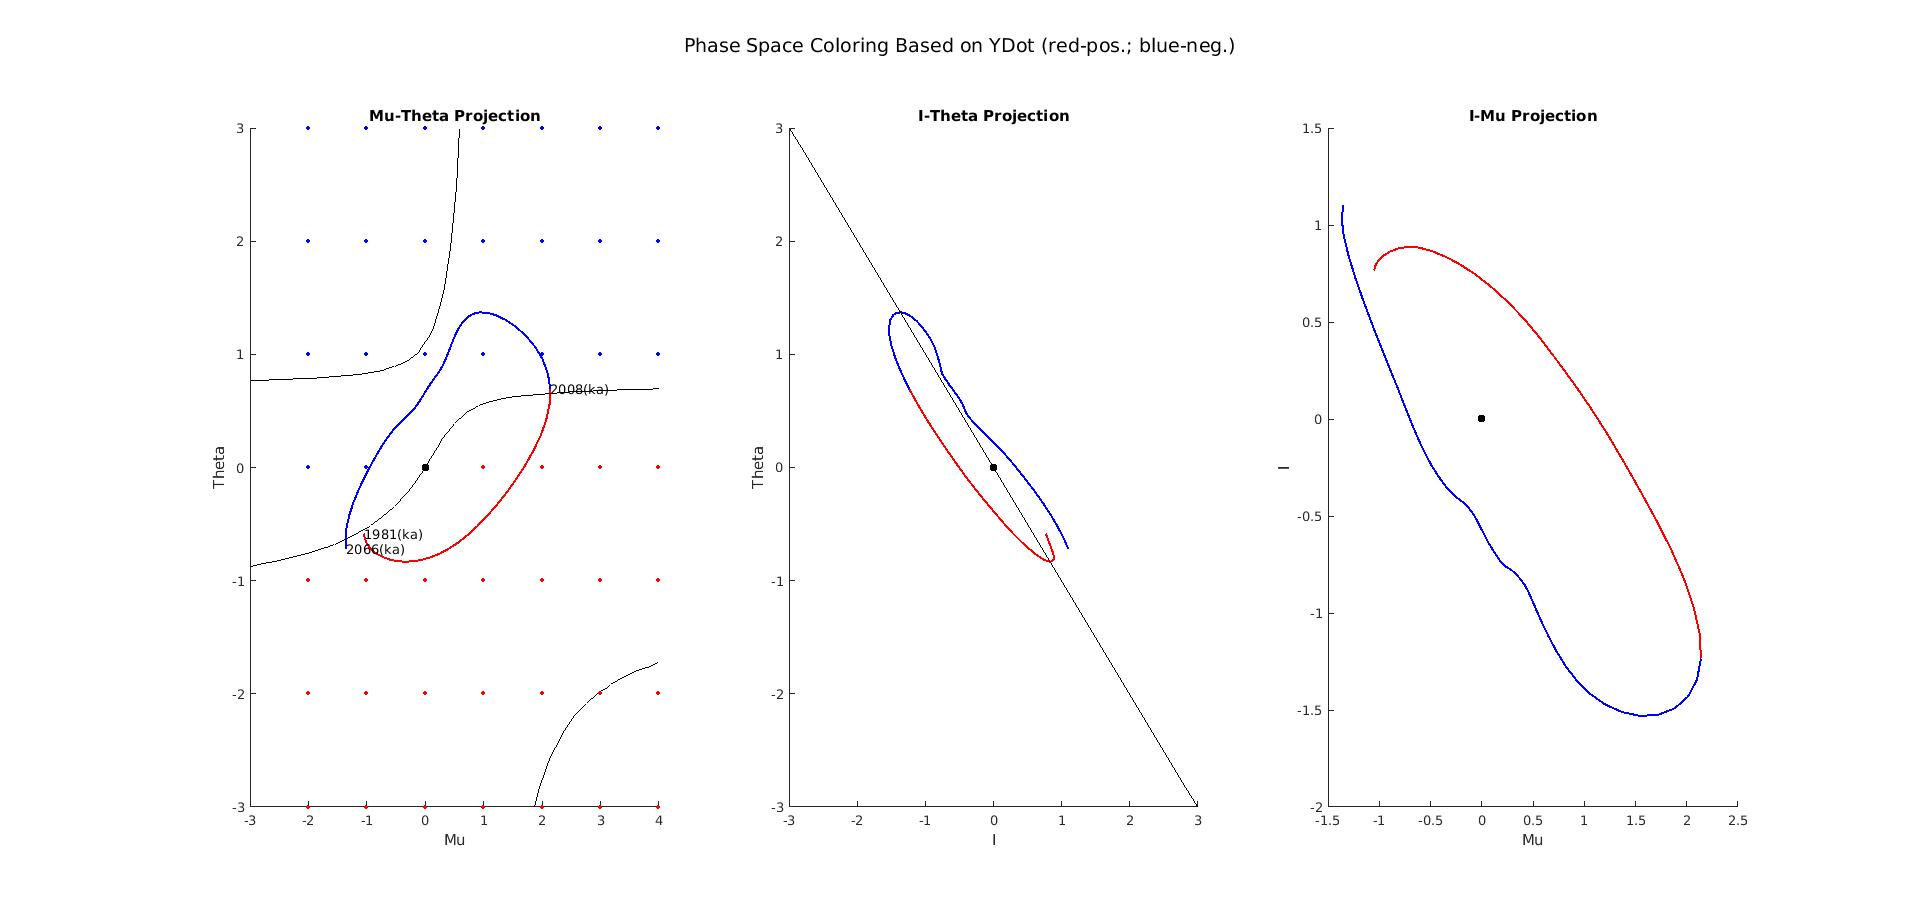 Phase Space Coloring Based on YDot (red-pos.; blue-neg.)
Mu-Theta Projection
3
2
1
0
-1
-2
-3
Theta
2008(ka)
1981(ka)
2066(ka)
-3 -2 -1 0 1 2 3 4
Mu
I-Theta Projection
3
2
1
0
-1
-2
-3
Theta
-3 -2 -1 0 1 2 3
I
I-Mu Projection
1.5
1
0.5
0
-0.5
-1
-1.5
-2
I
-1.5 -1 -0.5 0 0.5 1 1.5 2 2.5
Mu